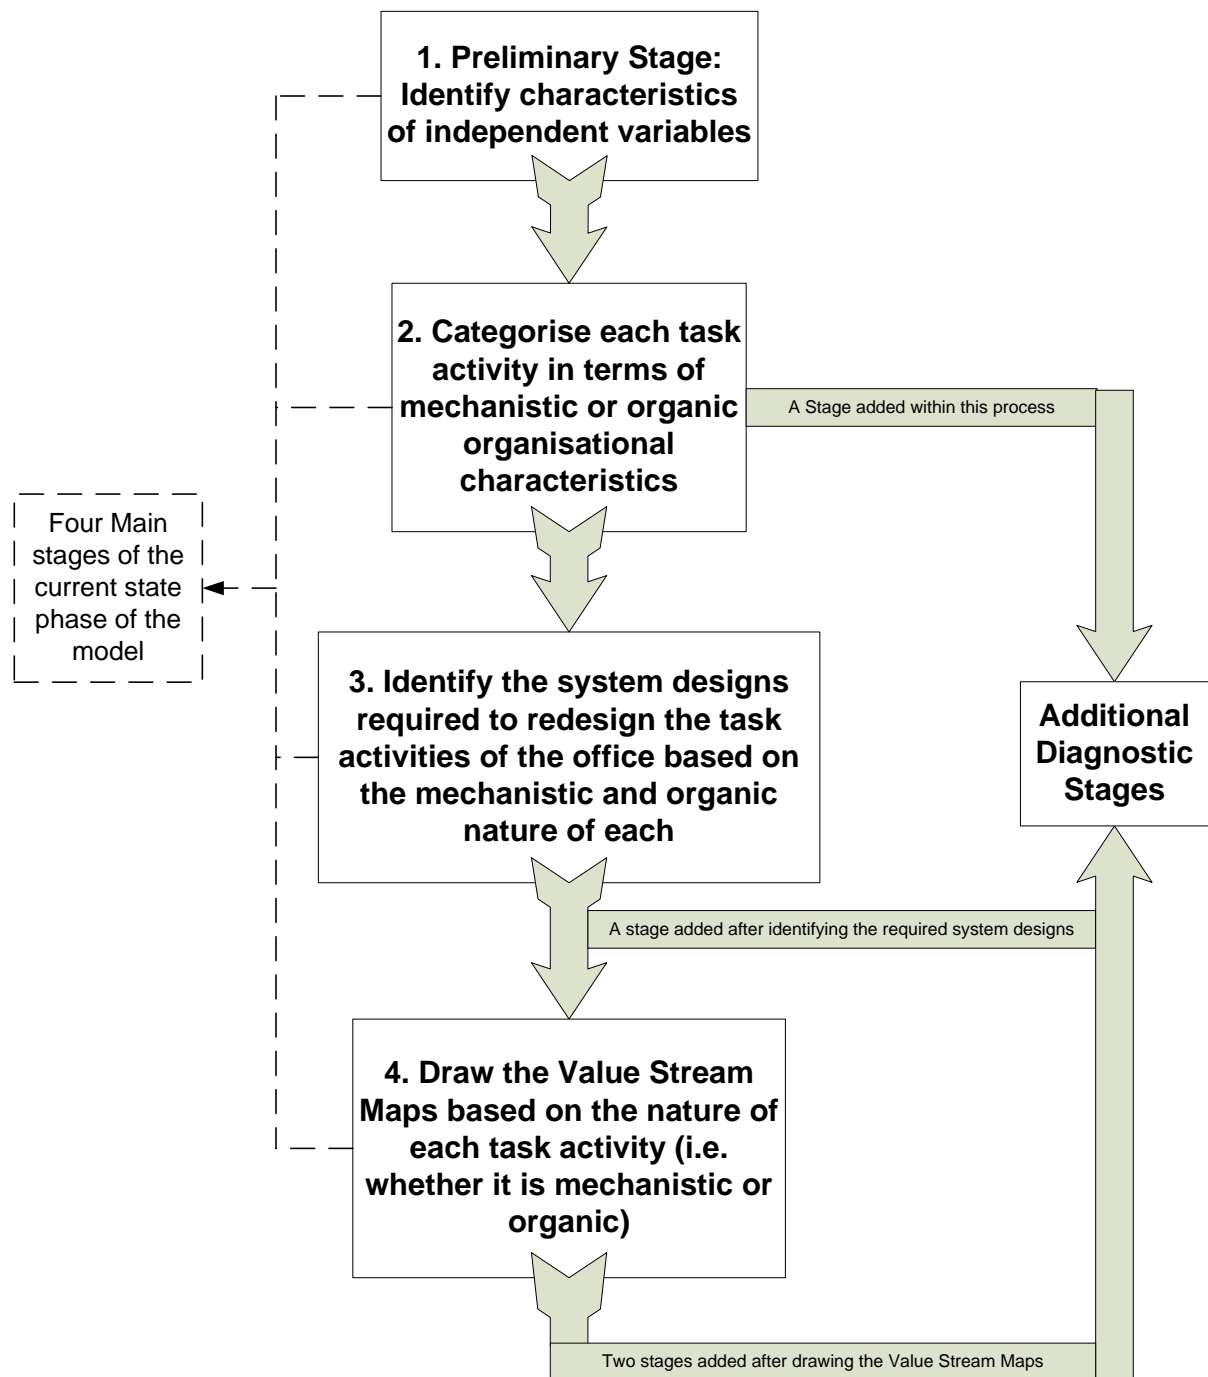 1. Preliminary Stage:
Identify characteristics
of independent variables
2. Categorise each task
activity in terms of
mechanistic or organic
organisational
characteristics
A Stage added within this process
Four Main
stages of the
current state
phase of the
model
3. Identify the system designs
required to redesign the task
activities of the office based on
the mechanistic and organic
nature of each
Additional
Diagnostic
Stages
A stage added after identifying the required system designs
4. Draw the Value Stream
Maps based on the nature of
each task activity (i.e.
whether it is mechanistic or
organic)
Two stages added after drawing the Value Stream Maps